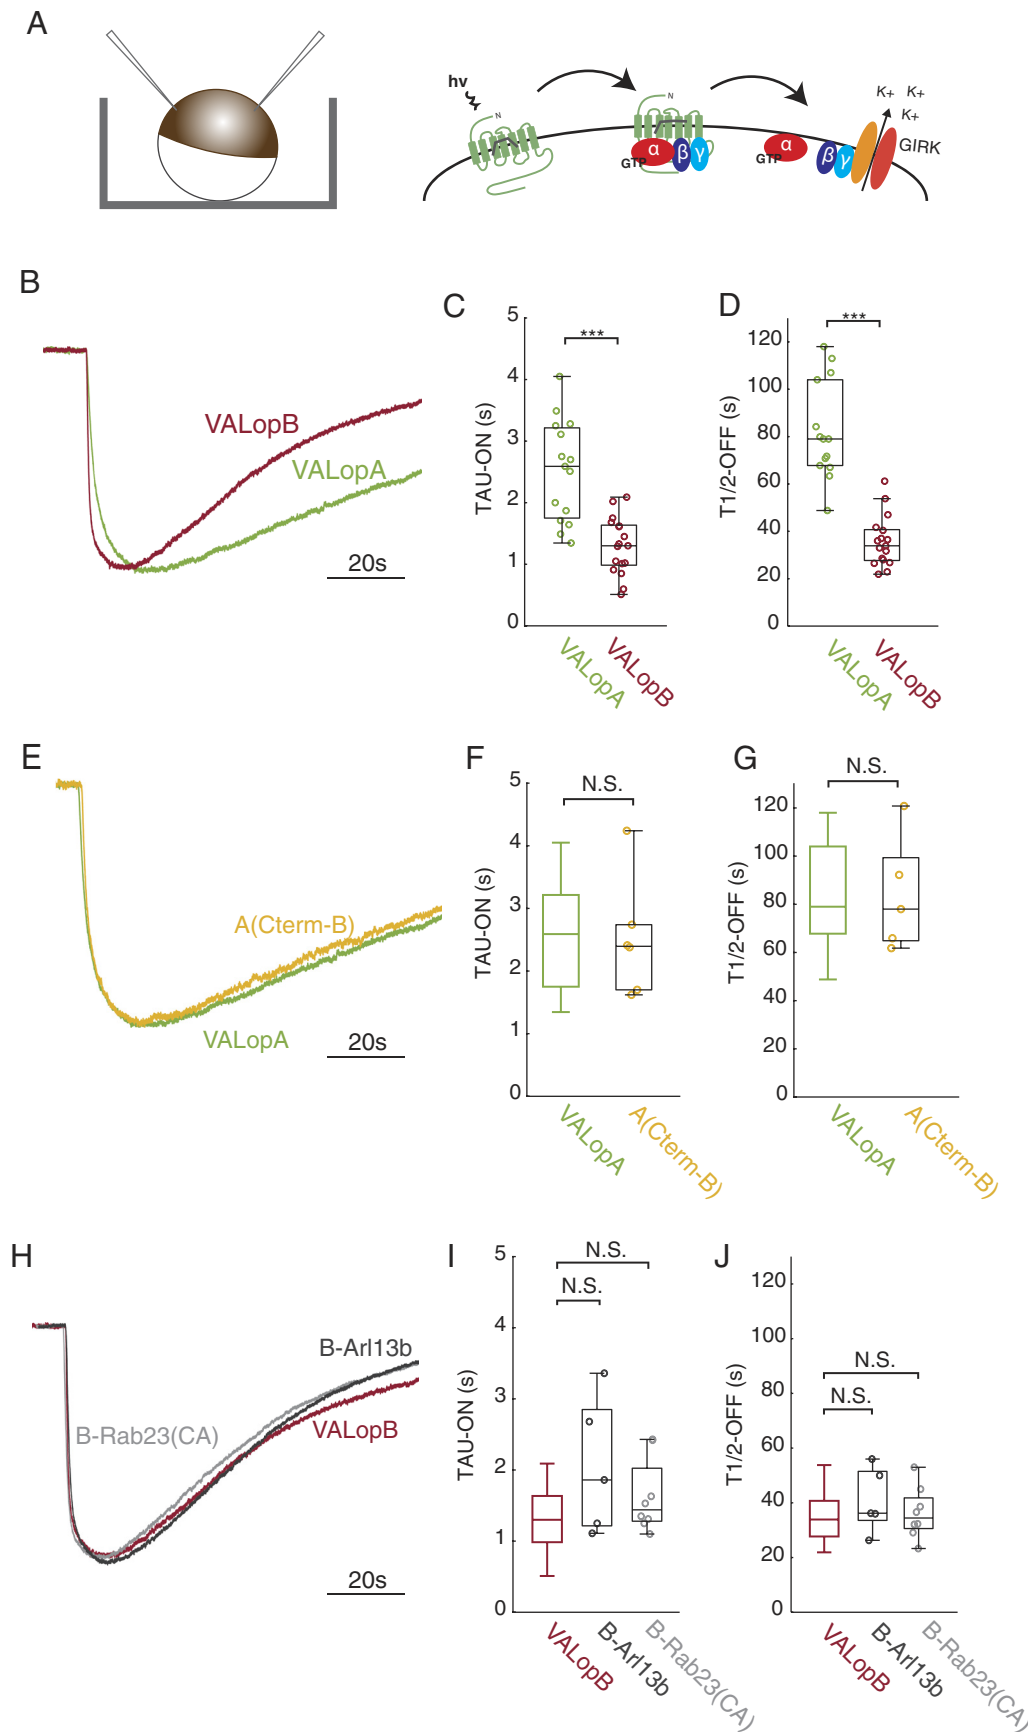 A
hv
N
N
α
GTP
β
γ
α
GTP
β
γ
K+ K+
K+
GIRK
B
VALopB
VALopA
20s
C
TAU-ON (s)
5
4
3
2
1
0
***
VALopA
VALopB
D
T1/2-OFF (s)
120
100
80
60
40
20
0
***
VALopA
VALopB
E
A(Cterm-B)
VALopA
20s
F
TAU-ON (s)
5
4
3
2
1
0
N.S.
VALopA
A(Cterm-B)
G
T1/2-OFF (s)
120
100
80
60
40
20
0
N.S.
VALopA
A(Cterm-B)
H
B-Arl13b
B-Rab23(CA)
VALopB
20s
I
TAU-ON (s)
5
4
3
2
1
0
N.S.
N.S.
VALopB
B-Arl13b
B-Rab23(CA)
J
T1/2-OFF (s)
120
100
80
60
40
20
0
N.S.
N.S.
VALopB
B-Arl13b
B-Rab23(CA)